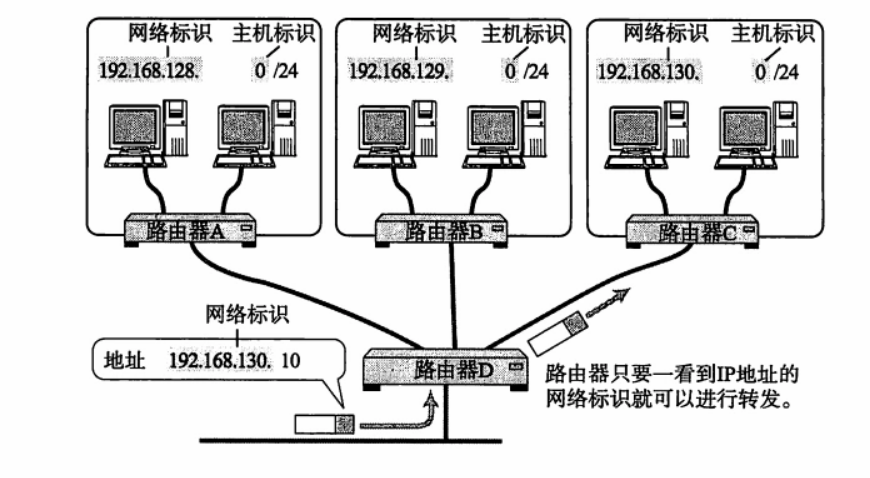 网络标识 主机标识
192.168.128. 0 /24
网络标识 主机标识
192.168.129. 0 /24
网络标识 主机标识
192.168.130. 0 /24
路由器A
路由器B
路由器C
网络标识
地址 192.168.130. 10
路由器D
路由器只要一看到IP地址的
网络标识就可以进行转发。